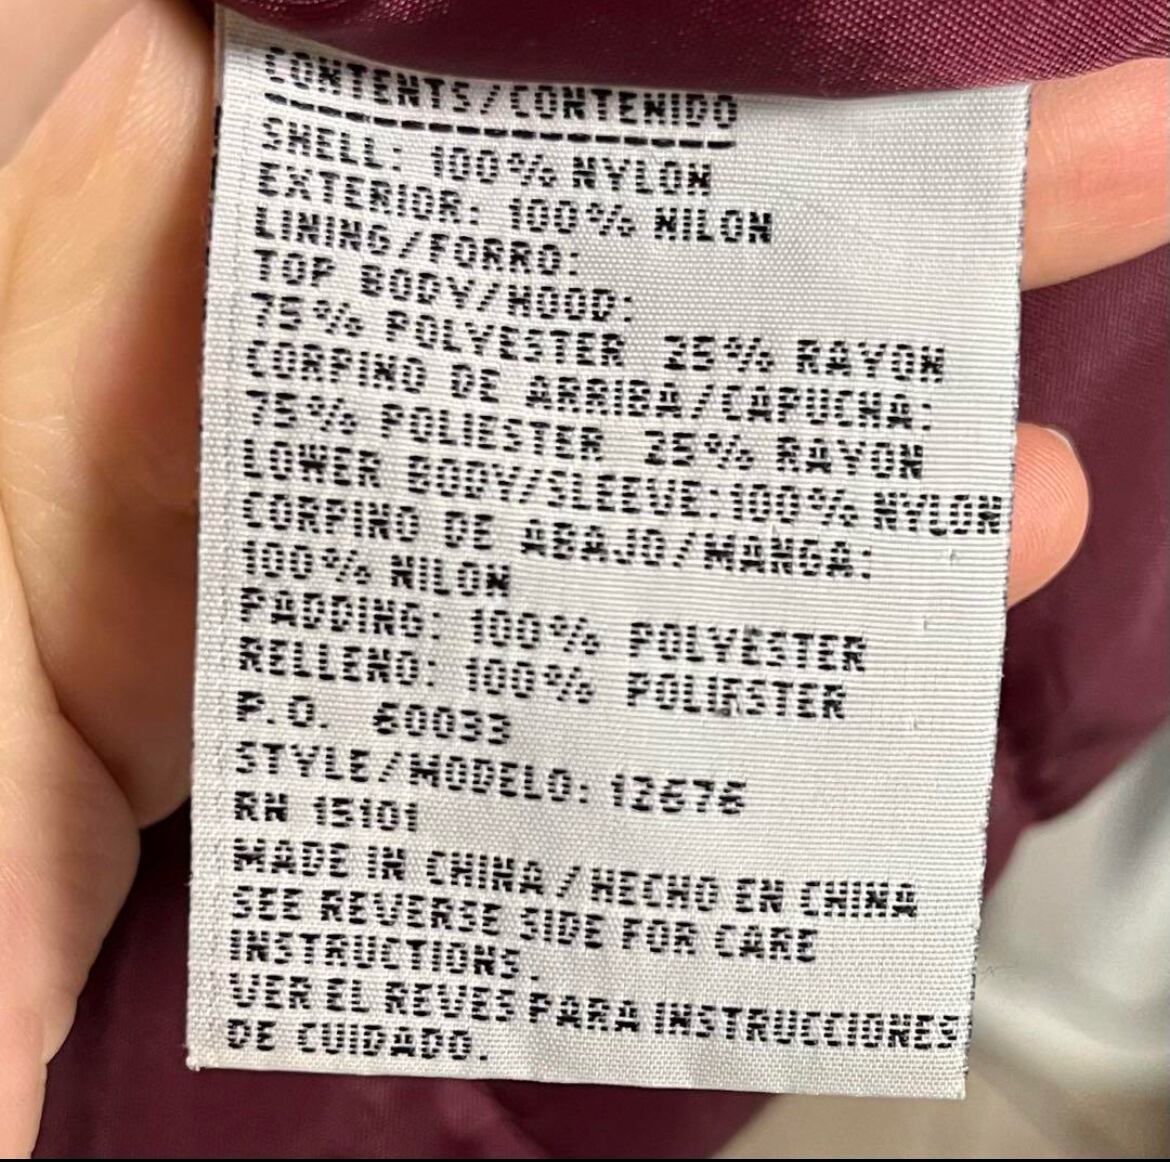 CONTENTS/CONTENIDO
SHELL: 100% NYLON
EXTERIOR: 100% NILON
LINING/FORRO:
TOP BODY/HOOD:
75% POLYESTER 25% RAYON
CORPINO DE ARRIBA/CAPUCHA:
75% POLIESTER 25% RAYON
LOWER BODY/SLEEVE:100% NYLON
CORPINO DE ABAJO/MANGA:
100% NILON
PADDING: 100% POLYESTER
RELLENO: 100% POLIESTER
P.O. 60033
STYLE/MODELO: 12676
RN 15101
MADE IN CHINA/HECHO EN CHINA
SEE REVERSE SIDE FOR CARE
INSTRUCTIONS.
VER EL REVES PARA INSTRUCCIONES
DE CUIDADO.